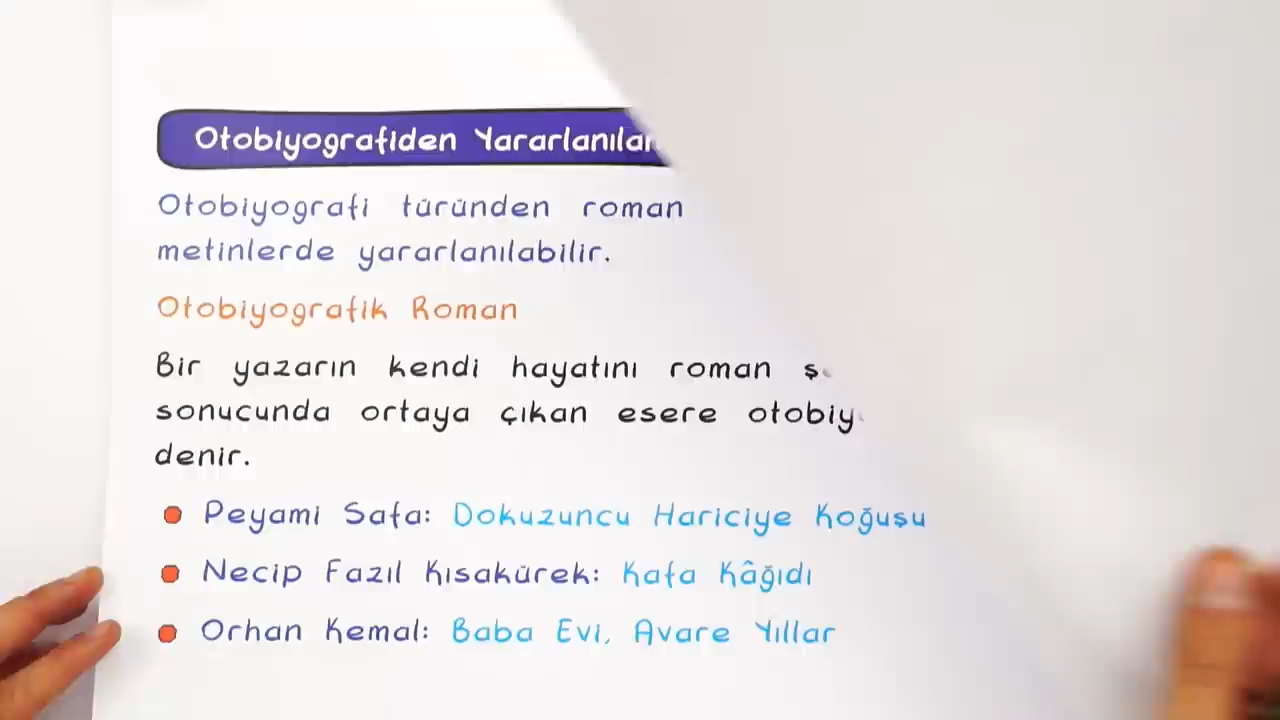 Otobiyografiden
Otobiyografi türünden roman
metinlerde yararlanılabilir.
Otobiyografik Roman
Bir yazarın kendi hayatını roman
sonucunda ortaya çıkan esere
denir.
Peyami Safa: Dokuzuncu Hariciye Koğuşu
Necip Fazıl Kısakürek: Kafa Kâğıdı
Orhan Kemal: Baba Evi, Avare Yıllar